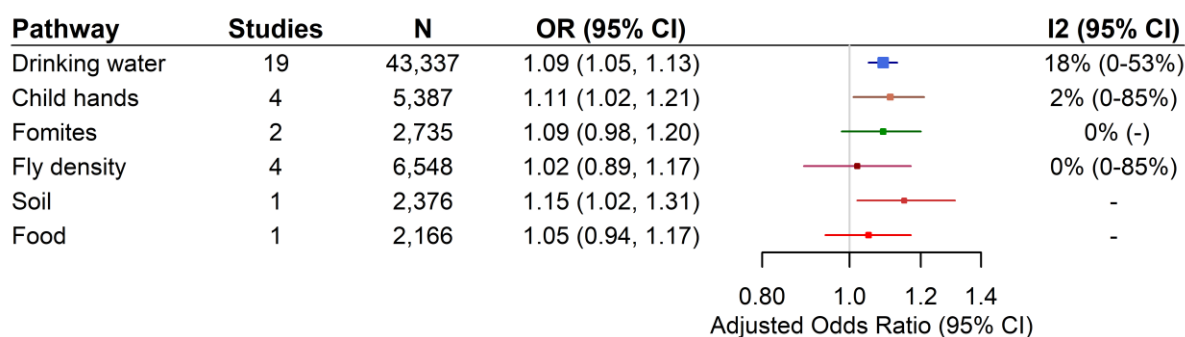 Pathway Studies N OR (95% CI) I2 (95% CI)
Drinking water 19 43,337 1.09 (1.05, 1.13) 18% (0-53%)
Child hands 4 5,387 1.11 (1.02, 1.21) 2% (0-85%)
Fomites 2 2,735 1.09 (0.98, 1.20) 0% (-)
Fly density 4 6,548 1.02 (0.89, 1.17) 0% (0-85%)
Soil 1 2,376 1.15 (1.02, 1.31) -
Food 1 2,166 1.05 (0.94, 1.17) -
0.80 1.0 1.2 1.4
Adjusted Odds Ratio (95% CI)